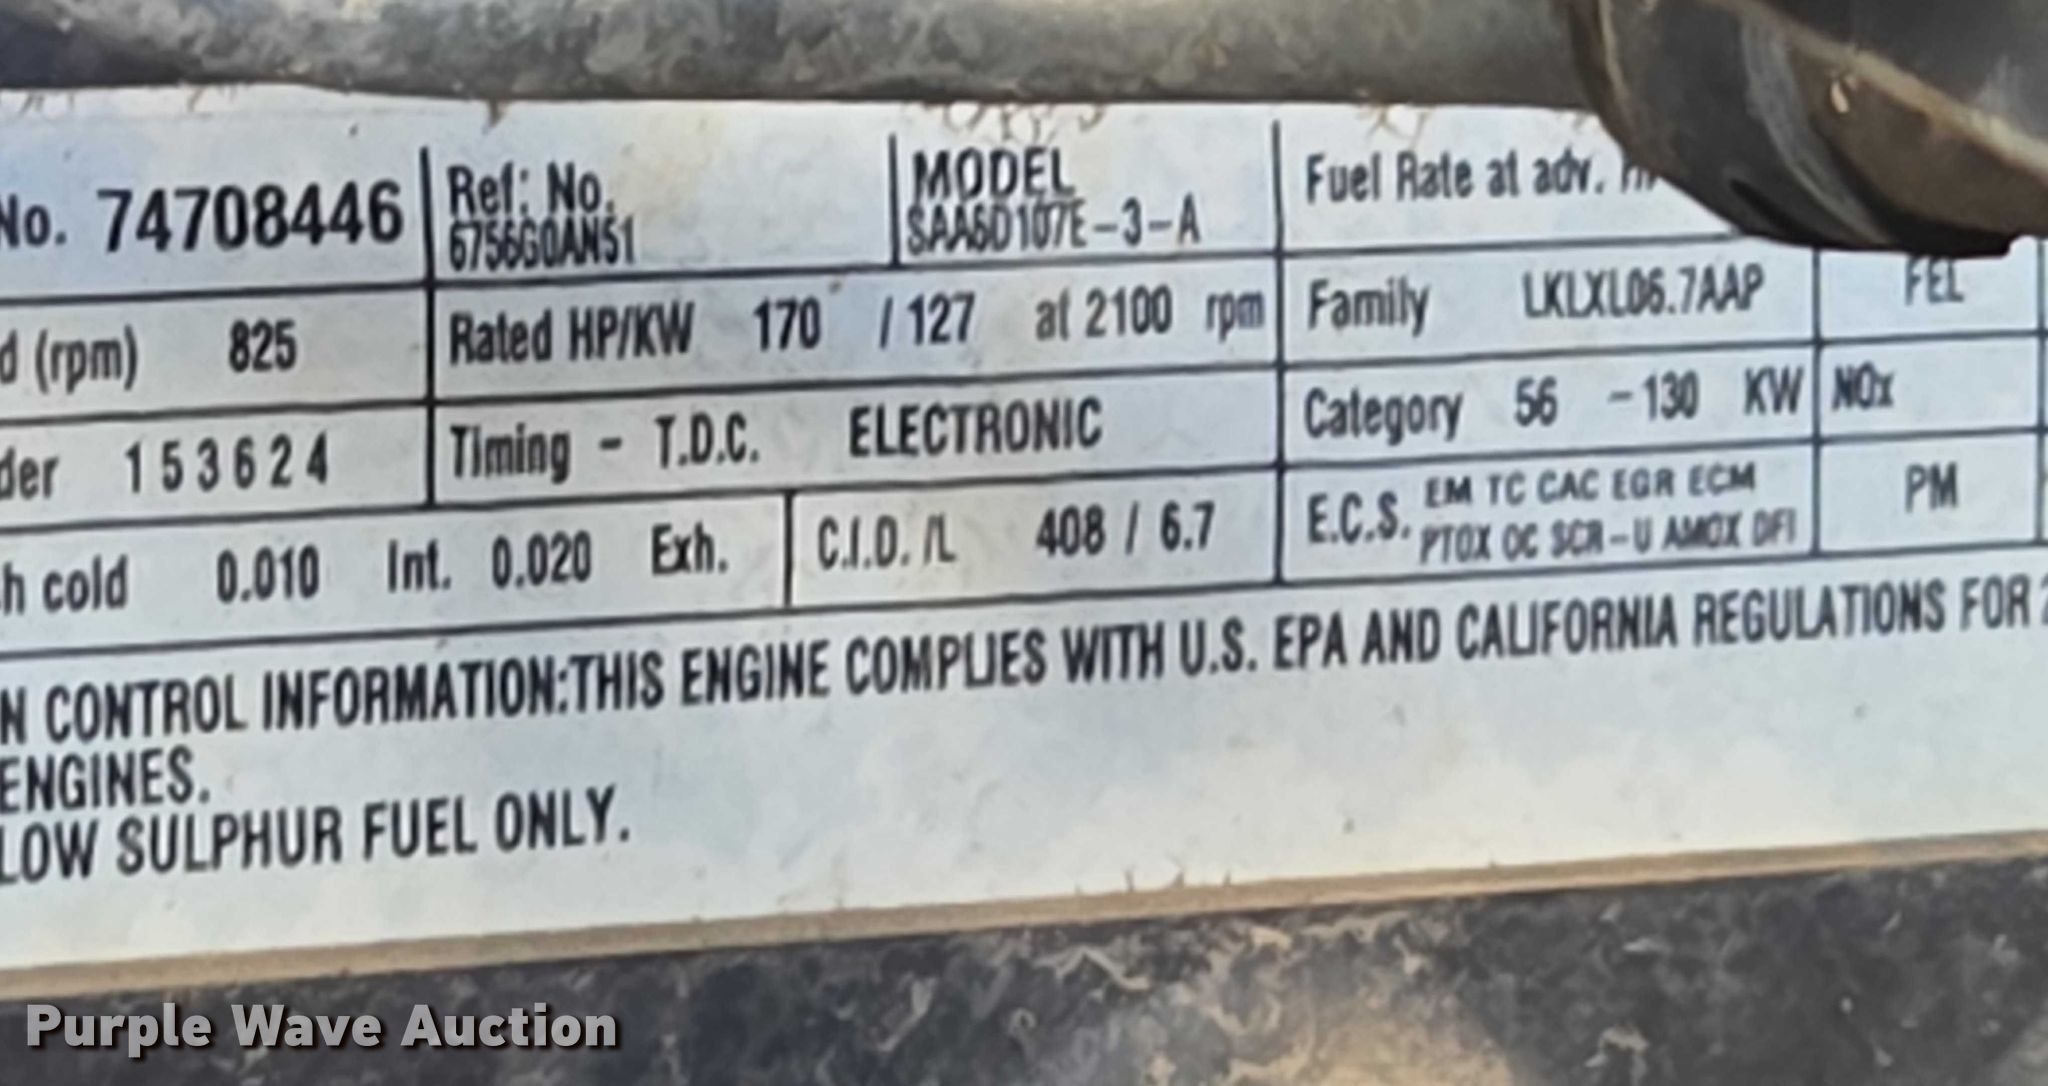 No. 74708446 Ref: No. 6756G0AN51 MODEL SAA6D107E-3-A Fuel Rate at adv.
(rpm) 825 Rated HP/KW 170 / 127 at 2100 rpm Family LKLXL06.7AAP FEL
153624 Timing - T.D.C. ELECTRONIC Category 56 -130 KW NOx
cold 0.010 Int. 0.020 Exh. C.I.D. /L 408 / 6.7 E.C.S. EM TC CAC EGR ECM PM
PTOX OC SCR-U AMOX DFI
N CONTROL INFORMATION:THIS ENGINE COMPLIES WITH U.S. EPA AND CALIFORNIA REGULATIONS FOR
ENGINES.
LOW SULPHUR FUEL ONLY.
Purple Wave Auction